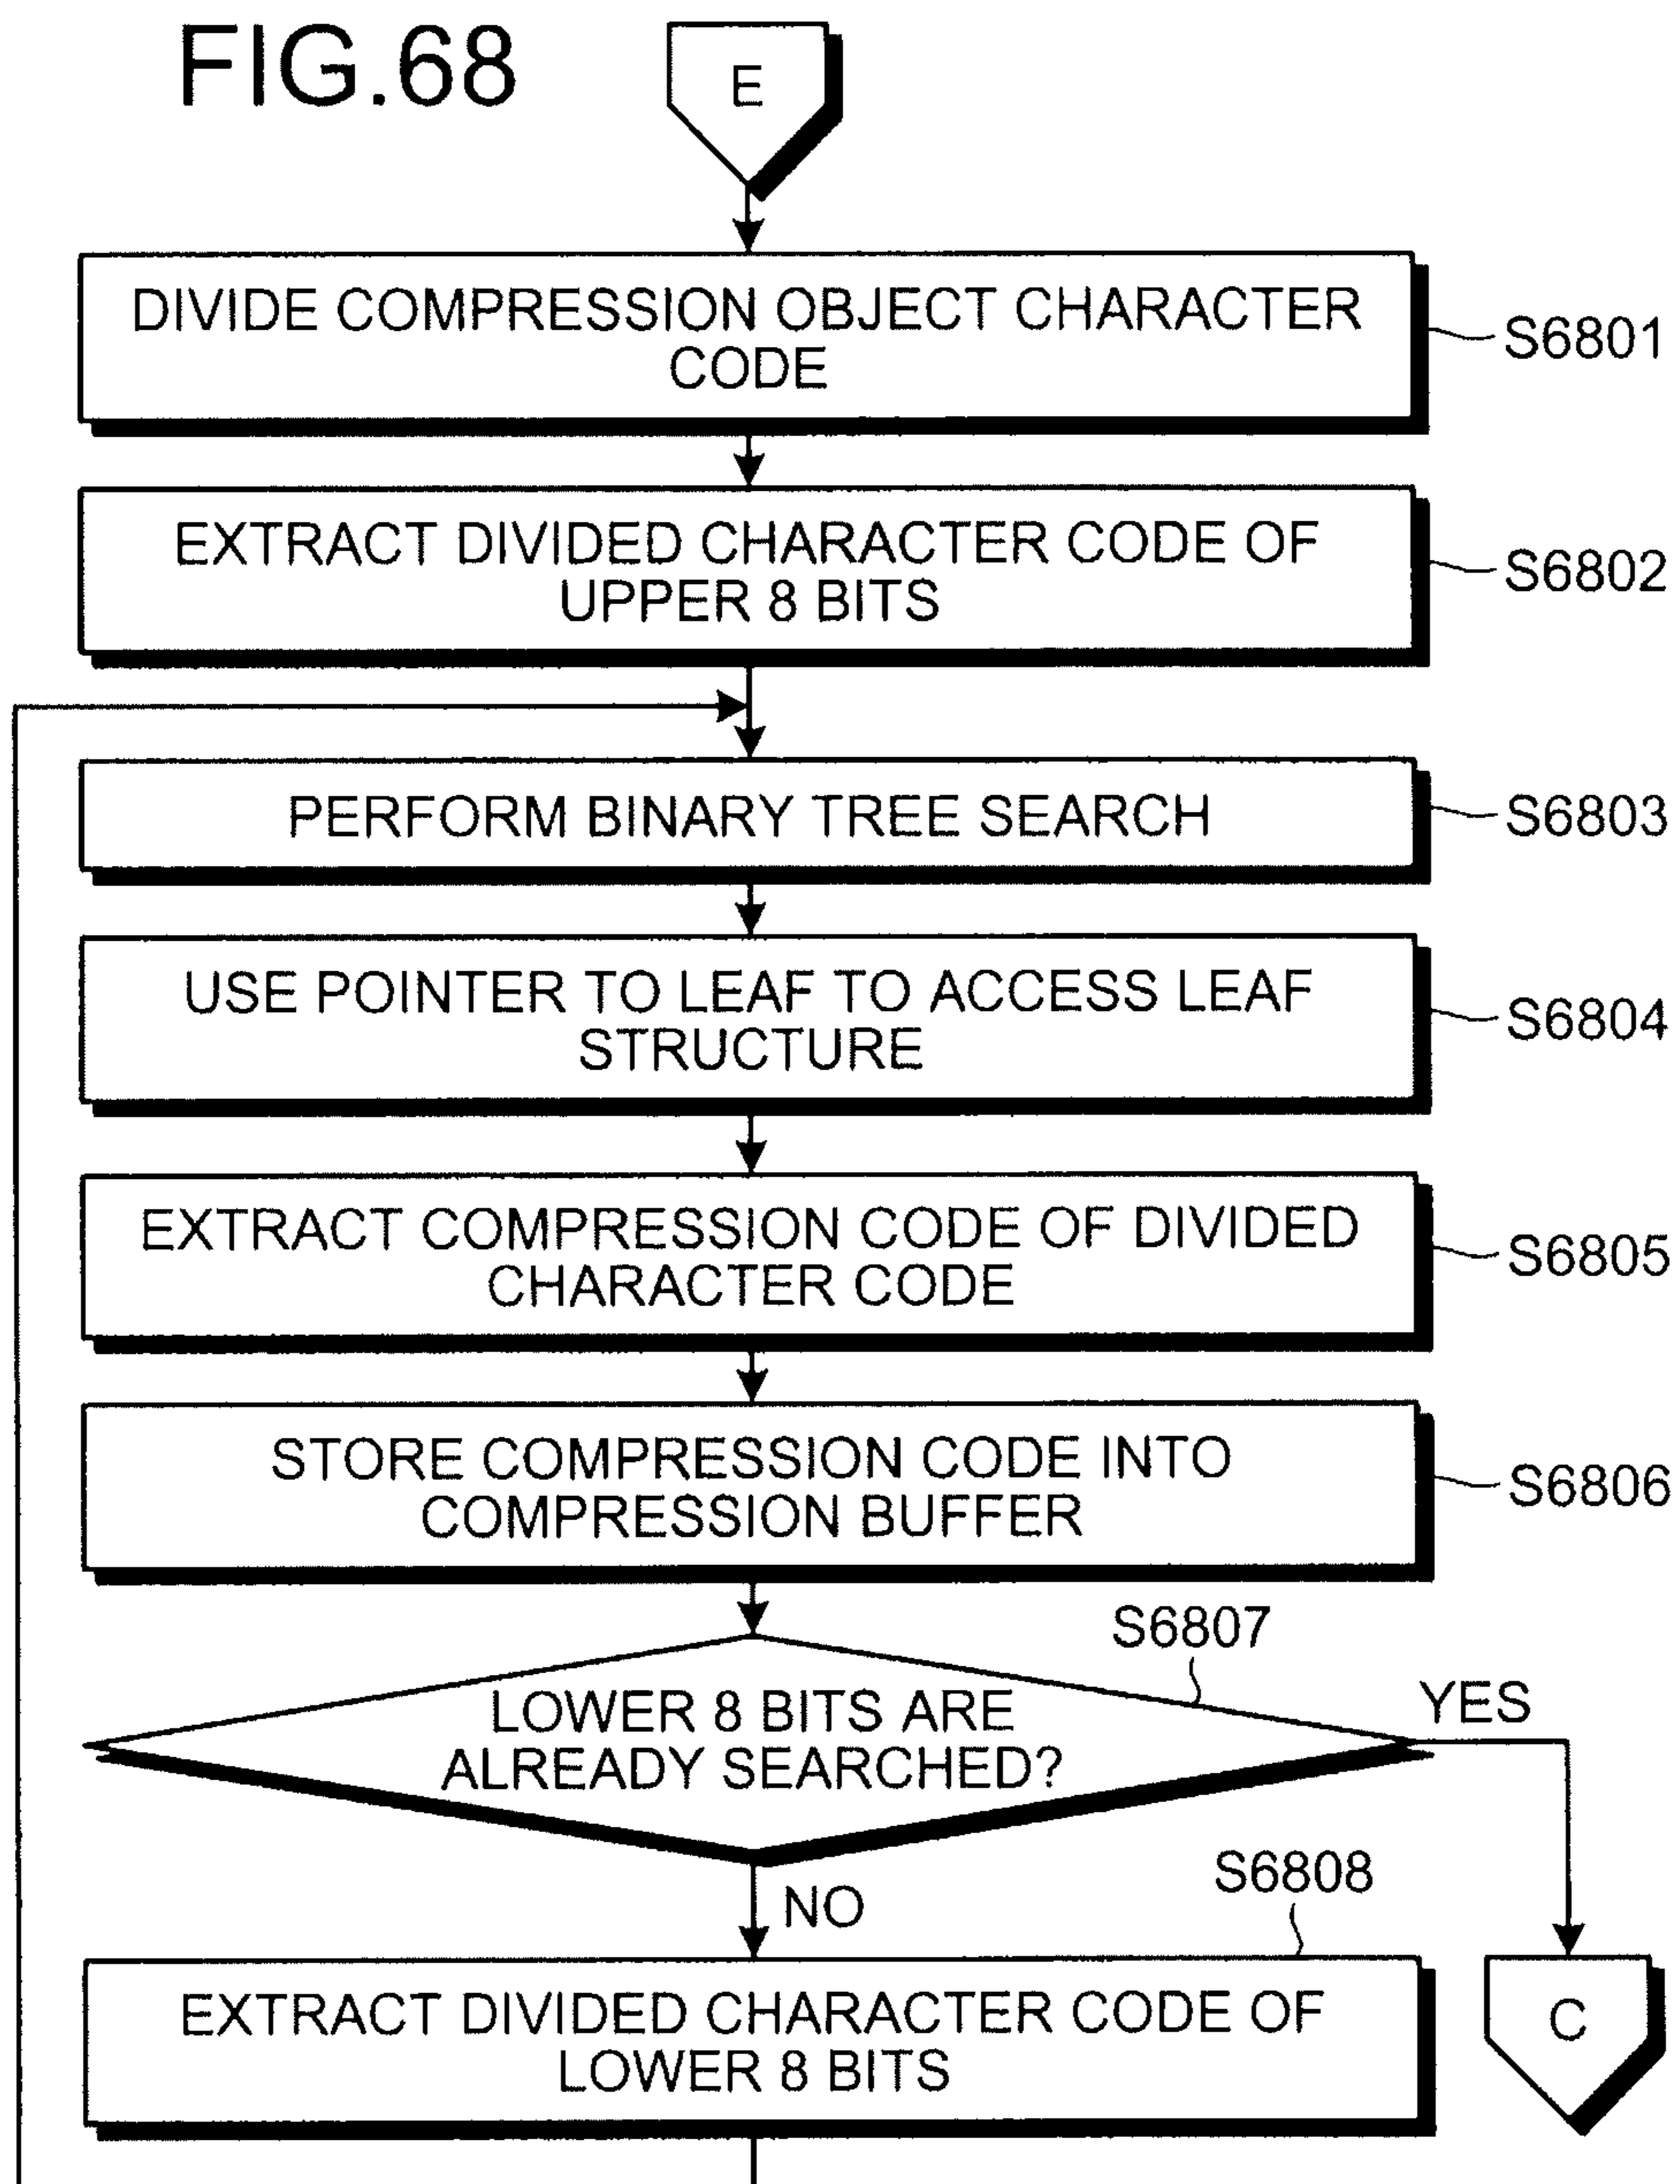 FIG.68
E
DIVIDE COMPRESSION OBJECT CHARACTER
CODE
S6801
EXTRACT DIVIDED CHARACTER CODE OF
UPPER 8 BITS
S6802
PERFORM BINARY TREE SEARCH
S6803
USE POINTER TO LEAF TO ACCESS LEAF
STRUCTURE
S6804
EXTRACT COMPRESSION CODE OF DIVIDED
CHARACTER CODE
S6805
STORE COMPRESSION CODE INTO
COMPRESSION BUFFER
S6806
S6807
LOWER 8 BITS ARE
ALREADY SEARCHED?
YES
NO
S6808
EXTRACT DIVIDED CHARACTER CODE OF
LOWER 8 BITS
C